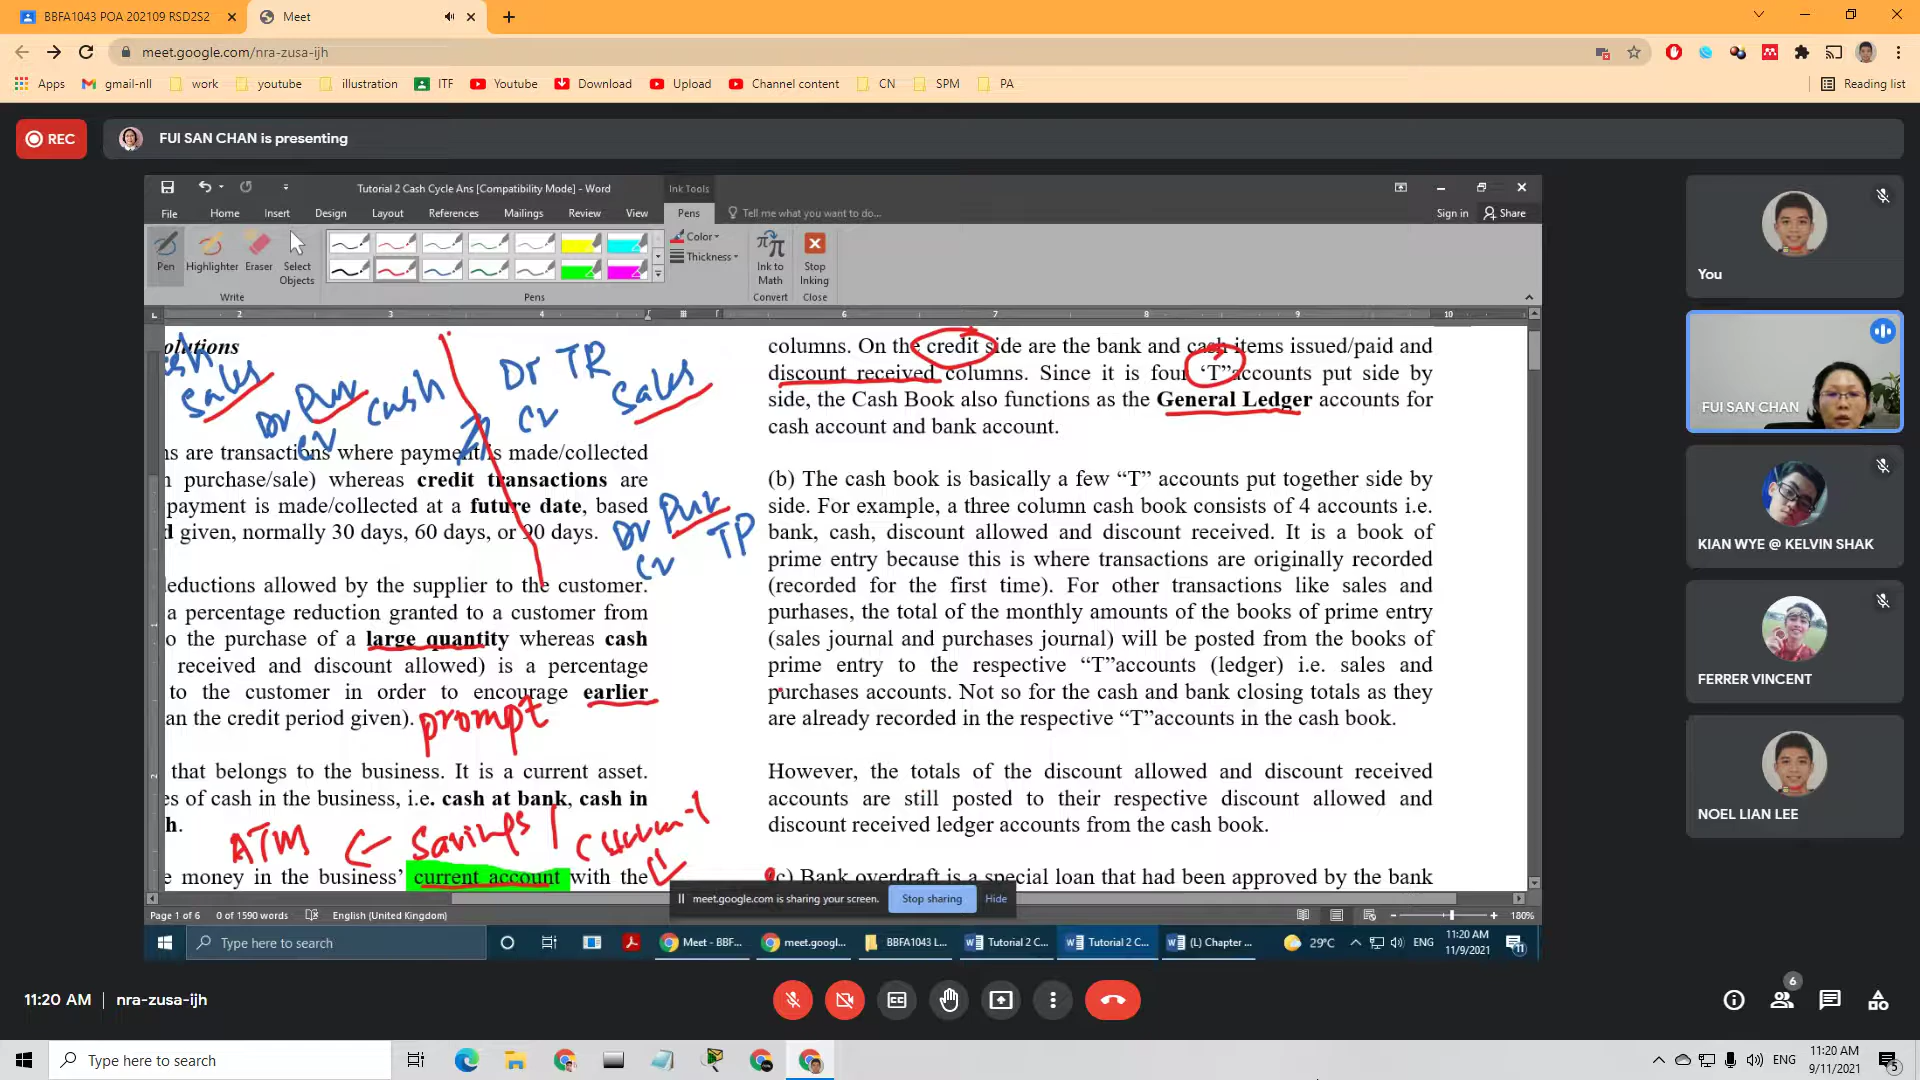 BBFA1043 POA 202109 RSD2S2
Meet
meet.google.com/nra-zusa-ijh
Apps
gmail-nll
work
youtube
illustration
ITF
Youtube
Download
Upload
Channel content
CN
SPM
PA
Reading list
REC
FUI SAN CHAN is presenting
Tutorial 2 Cash Cycle Ans [Compatibility Mode] - Word
Ink Tools
File
Home
Insert
Design
Layout
References
Mailings
Review
View
Pens
Tell me what you want to do...
Sign in
Share
Pen
Highlighter
Eraser
Select Objects
Color
Thickness
Ink to Math
Stop Inking
Write
Pens
Convert
Close
2 3 4 6 7 8 9 10
olutions
Sales
Dr Pur
Cr Cash
Dr TR
Cr Sales
ns are transactions where payment is made/collected
purchase/sale) whereas credit transactions are
payment is made/collected at a future date, based
d given, normally 30 days, 60 days, or 90 days.
Dr Pur
Cr TP
leductions allowed by the supplier to the customer.
a percentage reduction granted to a customer from
o the purchase of a large quantity whereas cash
received and discount allowed) is a percentage
to the customer in order to encourage earlier
an the credit period given).
prompt
that belongs to the business. It is a current asset.
es of cash in the business, i.e. cash at bank, cash in
h.
ATM ← Savings / Current
e money in the business' current account with the
columns. On the credit side are the bank and cash items issued/paid and
discount received columns. Since it is four ‘T”accounts put side by
side, the Cash Book also functions as the General Ledger accounts for
cash account and bank account.
(b) The cash book is basically a few “T” accounts put together side by
side. For example, a three column cash book consists of 4 accounts i.e.
bank, cash, discount allowed and discount received. It is a book of
prime entry because this is where transactions are originally recorded
(recorded for the first time). For other transactions like sales and
purhases, the total of the monthly amounts of the books of prime entry
(sales journal and purchases journal) will be posted from the books of
prime entry to the respective “T”accounts (ledger) i.e. sales and
purchases accounts. Not so for the cash and bank closing totals as they
are already recorded in the respective “T”accounts in the cash book.
However, the totals of the discount allowed and discount received
accounts are still posted to their respective discount allowed and
discount received ledger accounts from the cash book.
(c) Bank overdraft is a special loan that had been approved by the bank
meet.google.com is sharing your screen.
Stop sharing
Hide
Page 1 of 6
0 of 1590 words
English (United Kingdom)
180%
Type here to search
Meet - BBF...
meet.googl...
BBFA1043 L...
Tutorial 2 C...
Tutorial 2 C...
(L) Chapter ...
29°C
ENG
11:20 AM
11/9/2021
11
You
FUI SAN CHAN
KIAN WYE @ KELVIN SHAK
FERRER VINCENT
NOEL LIAN LEE
11:20 AM | nra-zusa-ijh
6
Type here to search
ENG
11:20 AM
9/11/2021
5